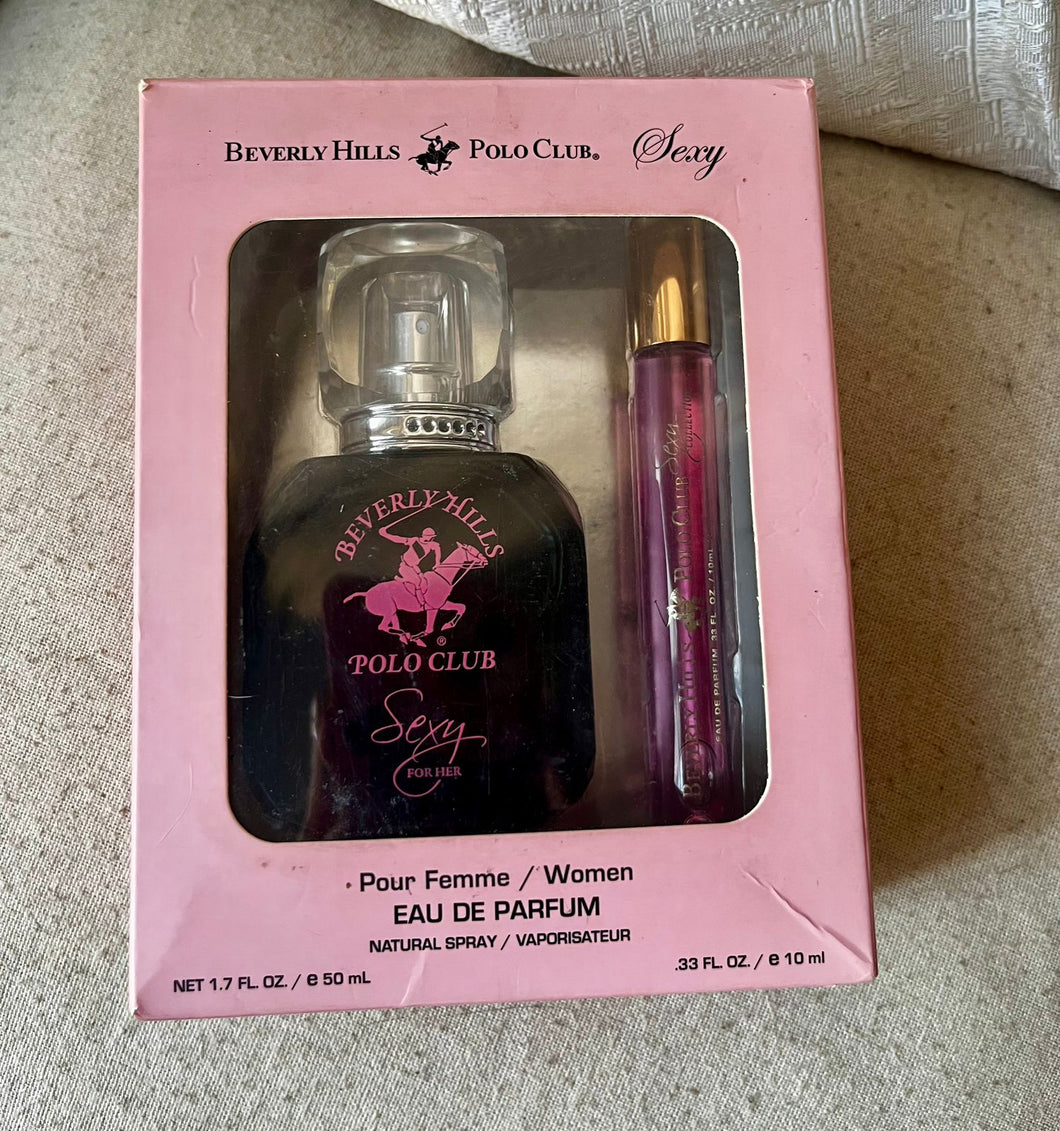 BEVERLY HILLS POLO CLUB® Sexy
BEVERLY HILLS
®
POLO CLUB
Sexy
FOR HER
BEVERLY HILLS POLO CLUB Sexy
Collection
EAU DE PARFUM .33 FL. OZ. / 10mL
Pour Femme / Women
EAU DE PARFUM
NATURAL SPRAY / VAPORISATEUR
NET 1.7 FL. OZ. / e 50 mL
.33 FL. OZ. / e 10 ml